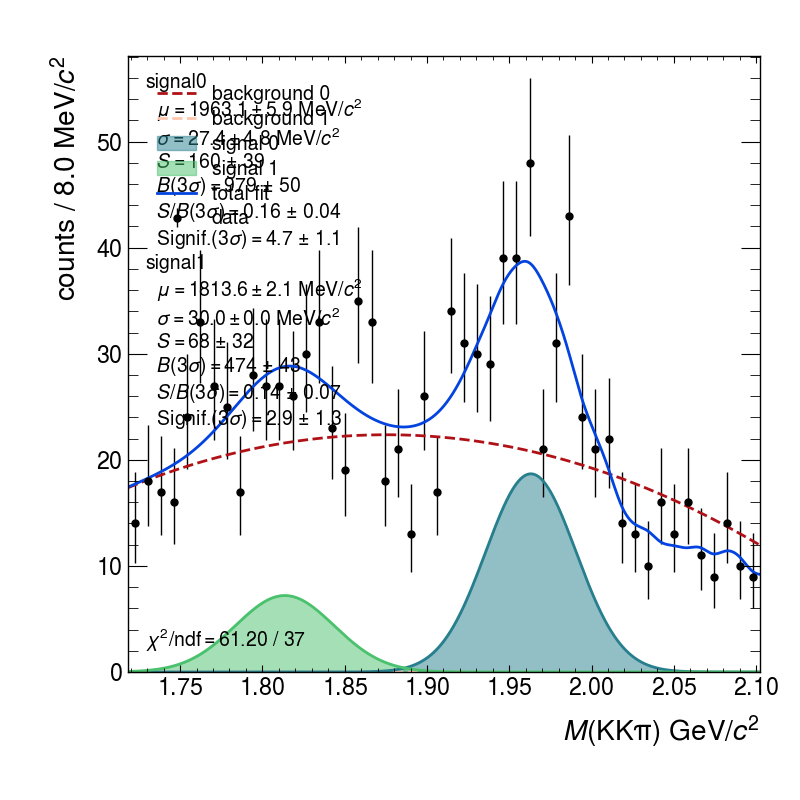 counts / 8.0 MeV/c²
50
40
30
20
10
0
signal0
μ = 1963.1 ± 5.9 MeV/c²
σ = 27.4 ± 4.8 MeV/c²
S = 160 ± 39
B(3σ) = 979 ± 50
S/B(3σ) = 0.16 ± 0.04
Signif.(3σ) = 4.7 ± 1.1
signal1
μ = 1813.6 ± 2.1 MeV/c²
σ = 30.0 ± 0.0 MeV/c²
S = 68 ± 32
B(3σ) = 474 ± 43
S/B(3σ) = 0.14 ± 0.07
Signif.(3σ) = 2.9 ± 1.3
background 0
background 1
signal 0
signal 1
total fit
data
χ²/ndf = 61.20 / 37
1.75 1.80 1.85 1.90 1.95 2.00 2.05 2.10
M(KKπ) GeV/c²